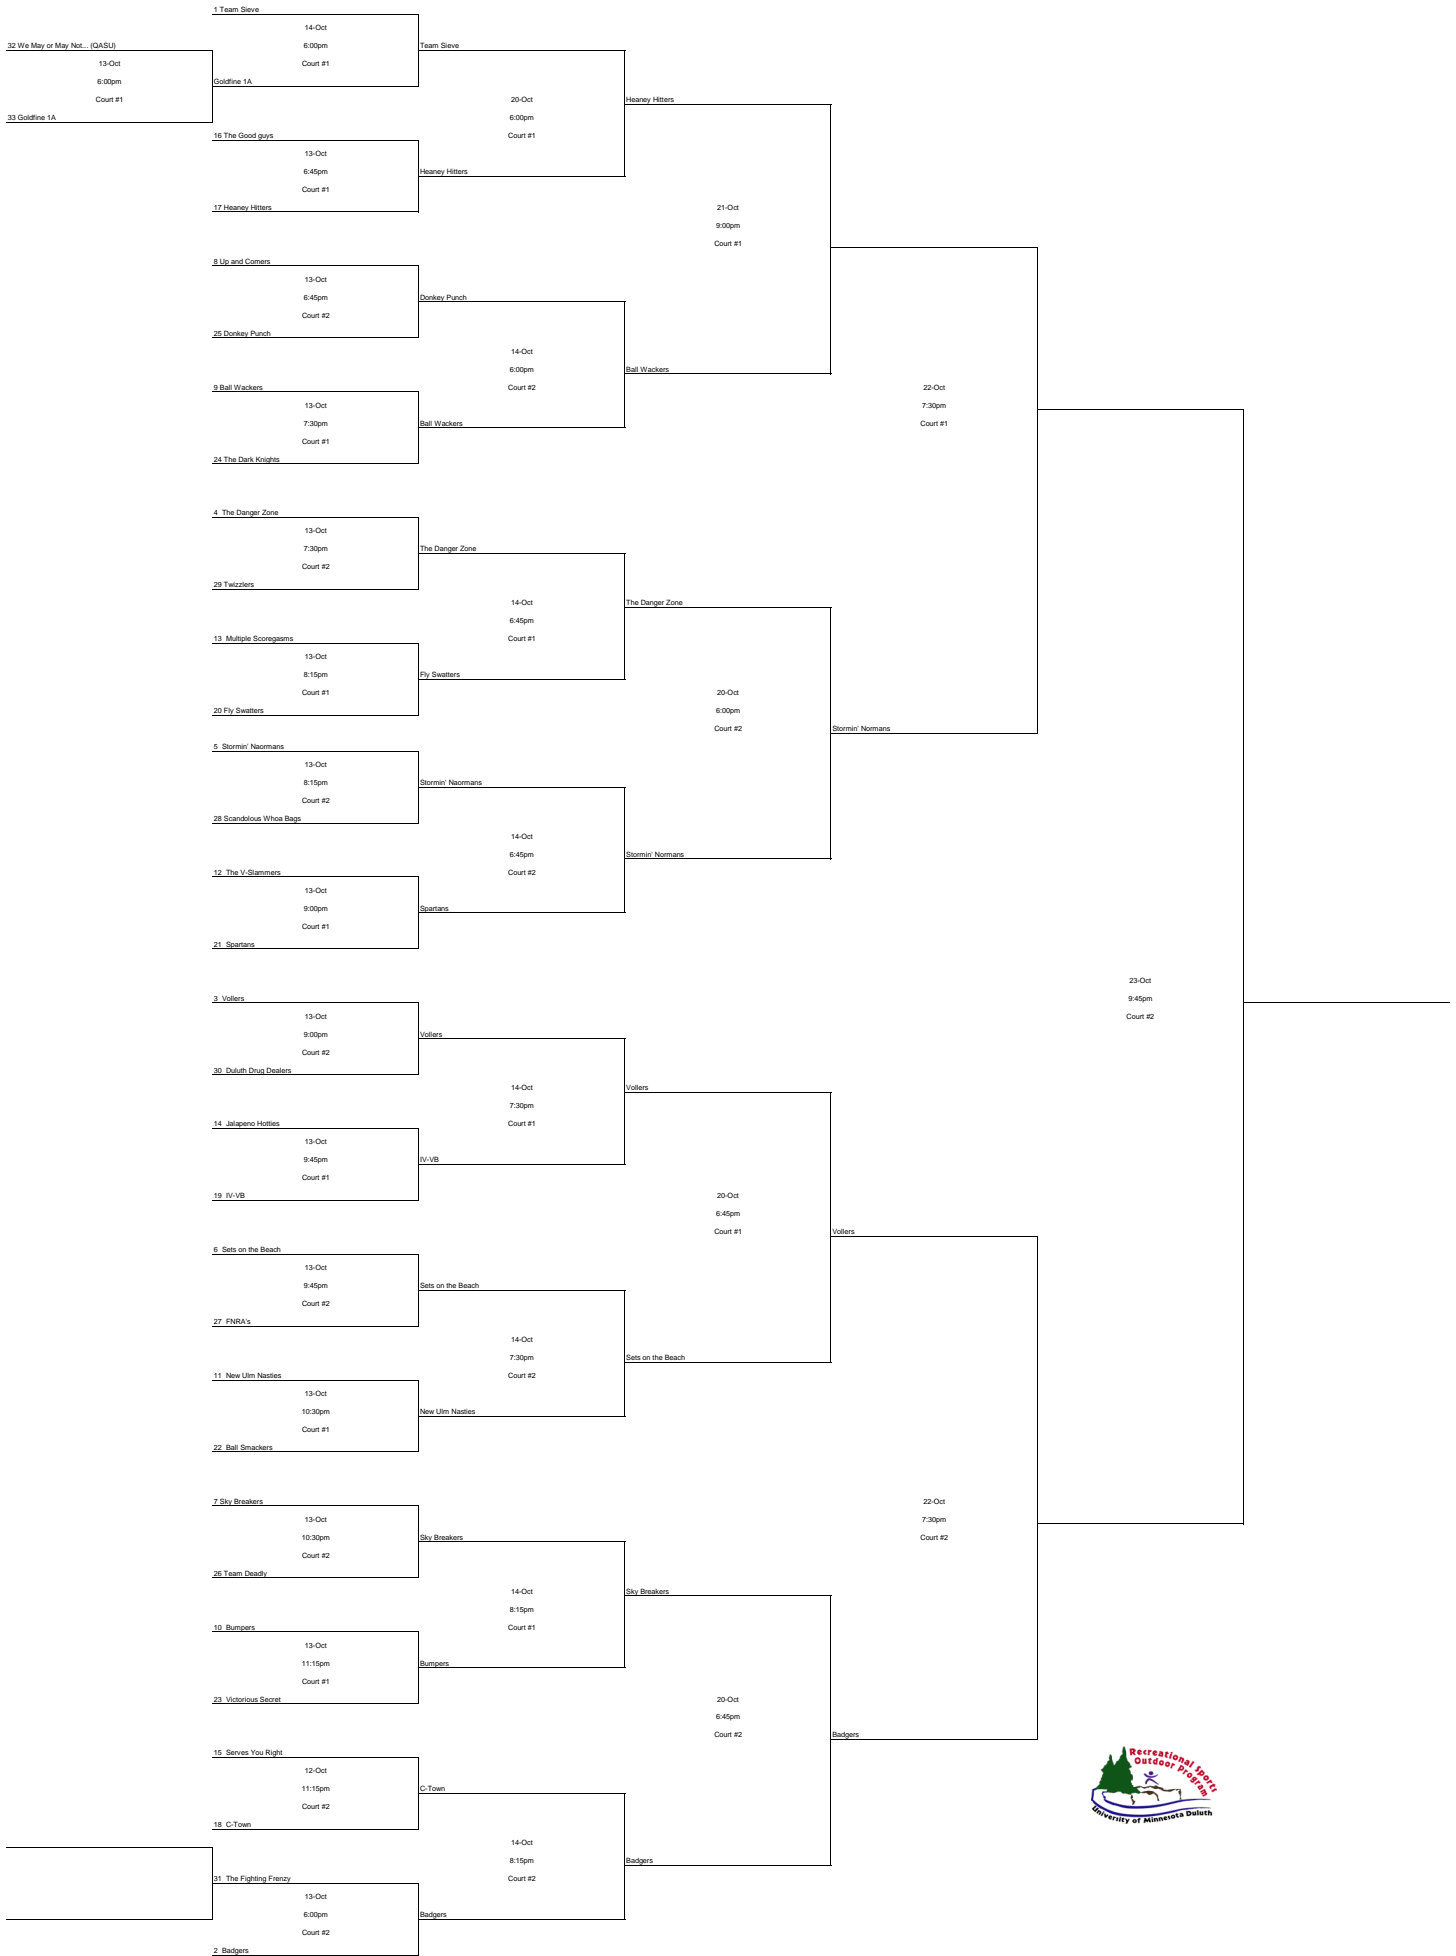 1 Team Sieve
14-Oct
32 We May or May Not... (QASU)
6:00pm
Team Sieve
13-Oct
Court #1
6:00pm
Goldfine 1A
Court #1
20-Oct
Heaney Hitters
33 Goldfine 1A
6:00pm
16 The Good guys
Court #1
13-Oct
6:45pm
Heaney Hitters
Court #1
17 Heaney Hitters
21-Oct
9:00pm
Court #1
8 Up and Comers
13-Oct
6:45pm
Donkey Punch
Court #2
25 Donkey Punch
14-Oct
6:00pm
Ball Wackers
9 Ball Wackers
Court #2
22-Oct
13-Oct
7:30pm
7:30pm
Ball Wackers
Court #1
Court #1
24 The Dark Knights
4 The Danger Zone
13-Oct
7:30pm
The Danger Zone
Court #2
29 Twizzlers
14-Oct
The Danger Zone
6:45pm
13 Multiple Scoregasms
Court #1
13-Oct
8:15pm
Fly Swatters
Court #1
20-Oct
20 Fly Swatters
6:00pm
Court #2
Stormin' Normans
5 Stormin' Naormans
13-Oct
8:15pm
Stormin' Naormans
Court #2
28 Scandolous Whoa Bags
14-Oct
6:45pm
Stormin' Normans
12 The V-Slammers
Court #2
13-Oct
9:00pm
Spartans
Court #1
21 Spartans
23-Oct
3 Vollers
9:45pm
13-Oct
Court #2
9:00pm
Vollers
Court #2
30 Duluth Drug Dealers
14-Oct
Vollers
7:30pm
14 Jalapeno Hotties
Court #1
13-Oct
9:45pm
IV-VB
Court #1
19 IV-VB
20-Oct
6:45pm
Court #1
Vollers
6 Sets on the Beach
13-Oct
9:45pm
Sets on the Beach
Court #2
27 FNRA's
14-Oct
7:30pm
Sets on the Beach
11 New Ulm Nasties
Court #2
13-Oct
10:30pm
New Ulm Nasties
Court #1
22 Ball Smackers
7 Sky Breakers
22-Oct
13-Oct
7:30pm
10:30pm
Sky Breakers
Court #2
Court #2
26 Team Deadly
14-Oct
Sky Breakers
8:15pm
10 Bumpers
Court #1
13-Oct
11:15pm
Bumpers
Court #1
23 Victorious Secret
20-Oct
6:45pm
Court #2
Badgers
15 Serves You Right
12-Oct
11:15pm
C-Town
Court #2
18 C-Town
14-Oct
8:15pm
Badgers
31 The Fighting Frenzy
Court #2
13-Oct
6:00pm
Badgers
Court #2
2 Badgers
Recreational Sports
Outdoor Program
University of Minnesota Duluth